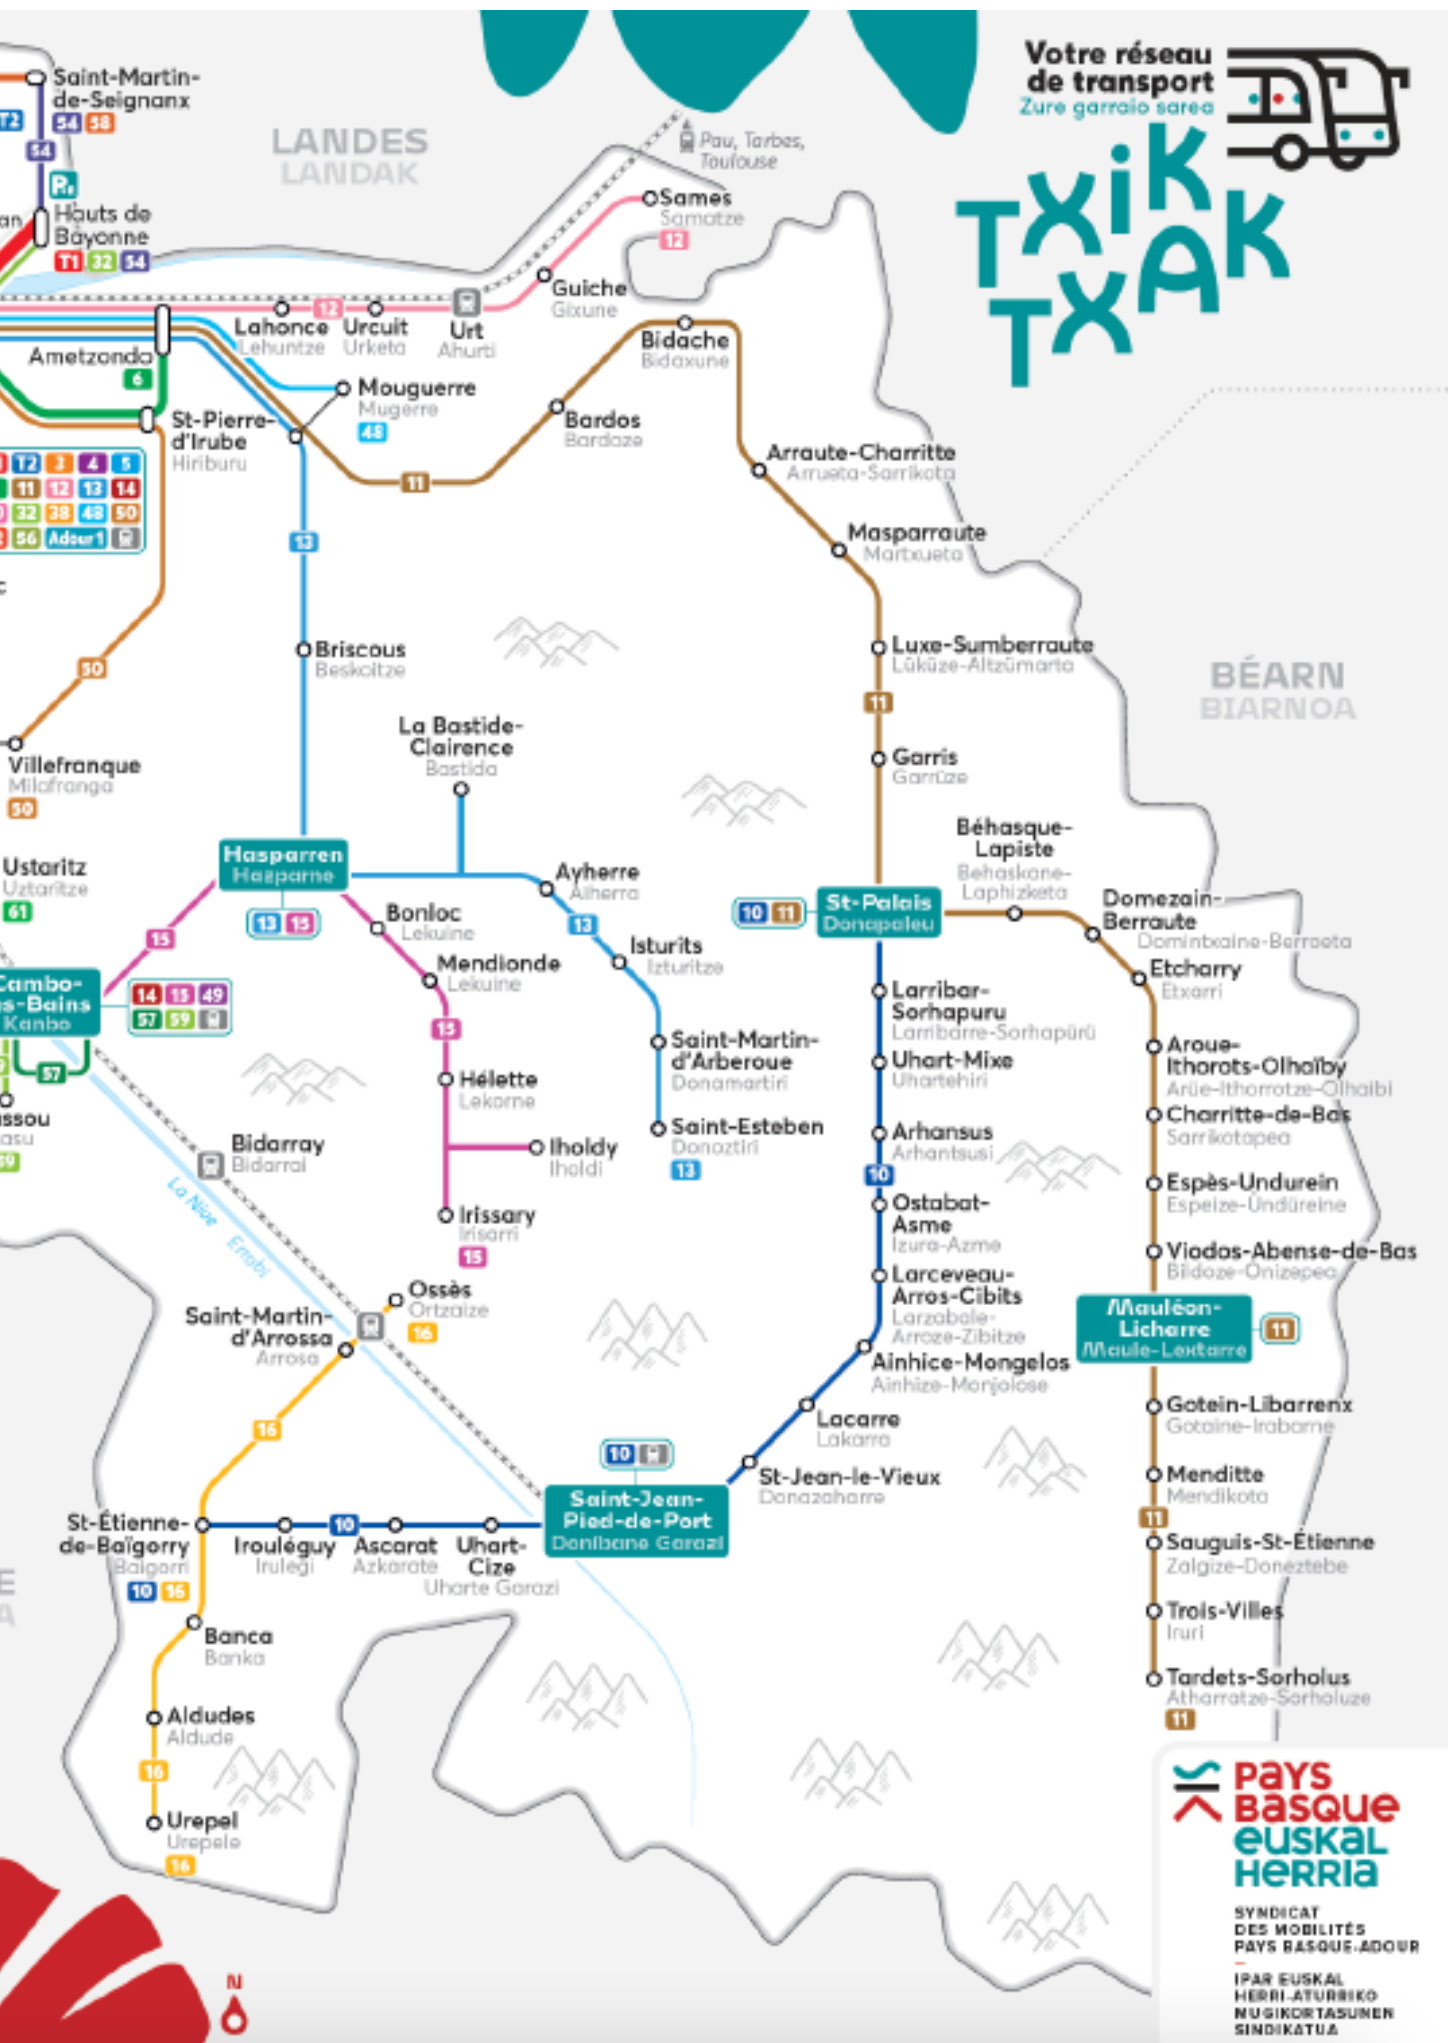 Votre réseau
de transport
Zure garraio sarea
TXIK
TXAK
Saint-Martin-
de-Seignanx
T2
54 58
54
P+R
Hauts de
Bayonne
T1 32 54
LANDES
LANDAK
Pau, Tarbes,
Toulouse
Sames
Samatze
12
Guiche
Gixune
12
Lahonce
Lehuntze
Urcuit
Urketa
Urt
Ahurti
Ametzondo
6
Bidache
Bidaxune
Mouguerre
Mugerre
48
St-Pierre-
d'Irube
Hiriburu
Bardos
Bardoze
11
T2 3 4 5
11 12 13 14
32 38 48 50
56 Adour1
Arraute-Charritte
Arrueta-Sarrikota
13
Masparraute
Martxueta
Briscous
Beskoitze
50
Luxe-Sumberraute
Lüküze-Altzümarta
11
BÉARN
BIARNOA
La Bastide-
Clairence
Bastida
Villefranque
Milafranga
50
Garris
Garrüze
Ustaritz
Uztaritze
61
Hasparren
Hazparne
13 15
Ayherre
Aiherra
13
Béhasque-
Lapiste
Behaskane-
Laphizketa
10 11
St-Palais
Donapaleu
Domezain-
Berraute
Domintxaine-Berroeta
Bonloc
Lekuine
15
Isturits
Izturitze
Mendionde
Lekuine
Etcharry
Etxarri
Cambo-
Kanbo
14 15 49
57 59
57
15
Larribar-
Sorhapuru
Larribarre-Sorhapürü
Saint-Martin-
d'Arberoue
Donamartiri
Uhart-Mixe
Uhartehiri
Aroue-
Ithorots-Olhaïby
Arüe-Ithorrotze-Olhaibi
Hélette
Lekorne
Charritte-de-Bas
Sarrikotapea
Saint-Esteben
Donoztiri
13
Arhansus
Arhantsusi
10
Iholdy
Iholdi
Bidarray
Bidarrai
La Nive
Errobi
Espès-Undurein
Espeize-Ündüreine
Ostabat-
Asme
Izura-Azme
Irissary
Irisarri
15
Viodos-Abense-de-Bas
Bildoze-Onizepea
Larceveau-
Arros-Cibits
Larzabale-
Arroze-Zibitze
Ossès
Ortzaize
16
Saint-Martin-
d'Arrossa
Arrosa
Mauléon-
Licharre
Maule-Lextarre
11
Ainhice-Mongelos
Ainhize-Monjolose
16
Lacarre
Lakarra
Gotein-Libarrenx
Gotaine-Irabarne
10
St-Jean-le-Vieux
Donazaharre
Menditte
Mendikota
Saint-Jean-
Pied-de-Port
Donibane Garazi
11
St-Étienne-
de-Baïgorry
Baigorri
10 16
Irouléguy
Irulegi
10
Ascarat
Azkarate
Uhart-
Cize
Uharte Garazi
Sauguis-St-Étienne
Zalgize-Doneztebe
Banca
Banka
Trois-Villes
Iruri
Tardets-Sorholus
Atharratze-Sorholuze
11
Aldudes
Aldude
16
Urepel
Urepele
16
PAYS
BASQUE
EUSKAL
HERRIA
SYNDICAT
DES MOBILITÉS
PAYS BASQUE-ADOUR
IPAR EUSKAL
HERRI-ATURRIKO
MUGIKORTASUNEN
SINDIKATUA
N